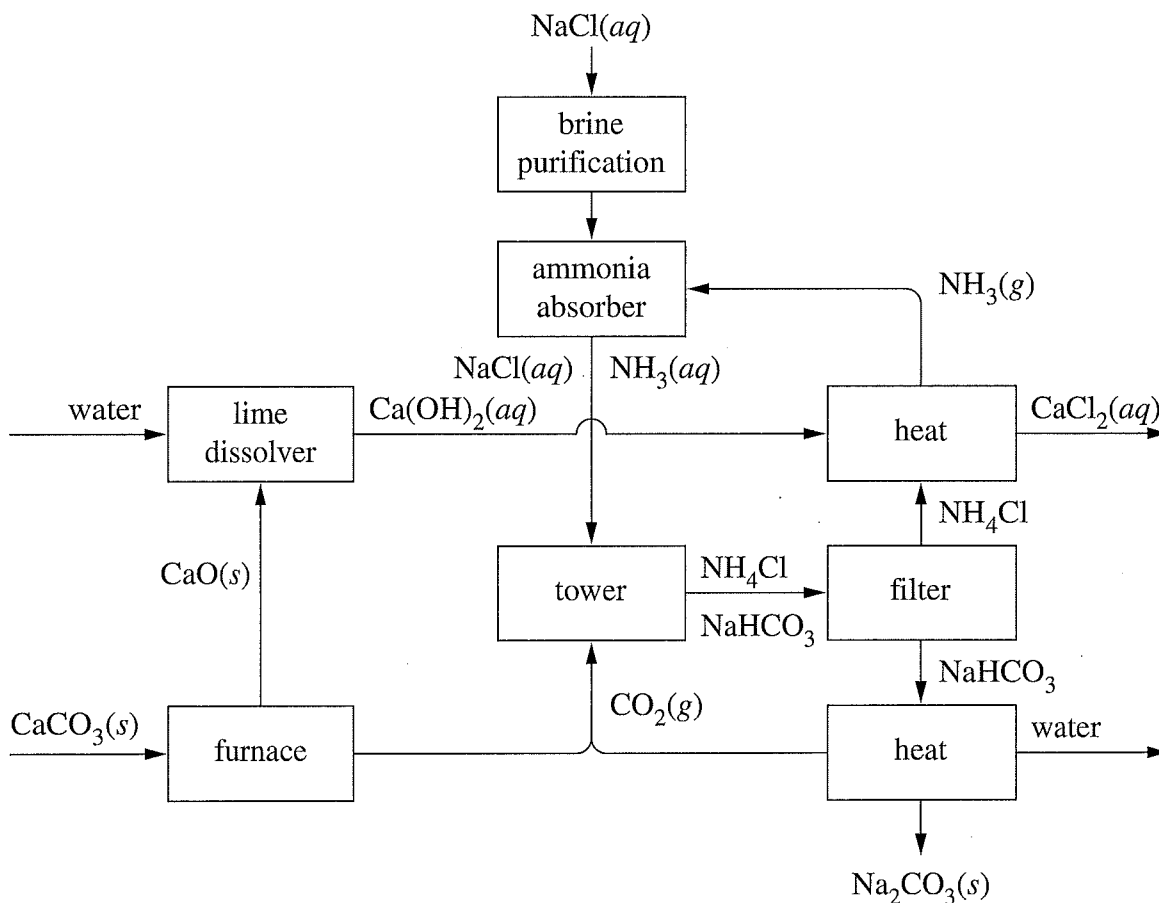 NaCl(aq)
brine
purification
ammonia
absorber
NH₃(g)
NaCl(aq) NH₃(aq)
water
lime
dissolver
Ca(OH)₂(aq)
heat
CaCl₂(aq)
NH₄Cl
CaO(s)
tower
NH₄Cl
NaHCO₃
filter
NaHCO₃
CO₂(g)
CaCO₃(s)
furnace
heat
water
Na₂CO₃(s)